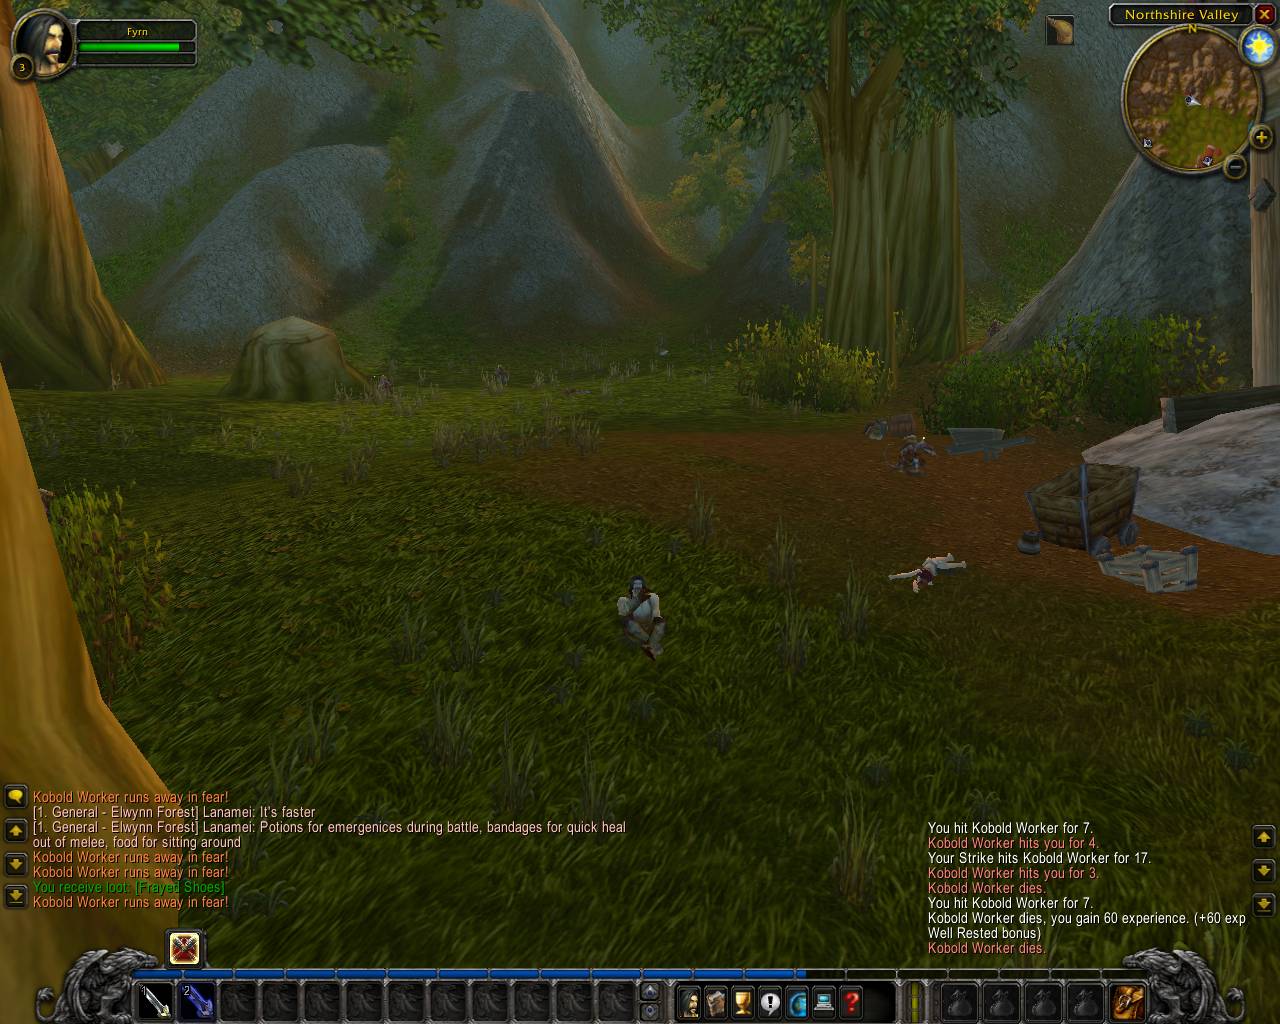 Fyrn
3
Northshire Valley
N
Kobold Worker runs away in fear!
[1. General - Elwynn Forest] Lanamei: It's faster
[1. General - Elwynn Forest] Lanamei: Potions for emergenices during battle, bandages for quick heal
out of melee, food for sitting around
Kobold Worker runs away in fear!
Kobold Worker runs away in fear!
You receive loot: [Frayed Shoes]
Kobold Worker runs away in fear!
You hit Kobold Worker for 7.
Kobold Worker hits you for 4.
Your Strike hits Kobold Worker for 17.
Kobold Worker hits you for 3.
Kobold Worker dies.
You hit Kobold Worker for 7.
Kobold Worker dies, you gain 60 experience. (+60 exp
Well Rested bonus)
Kobold Worker dies.
1
2